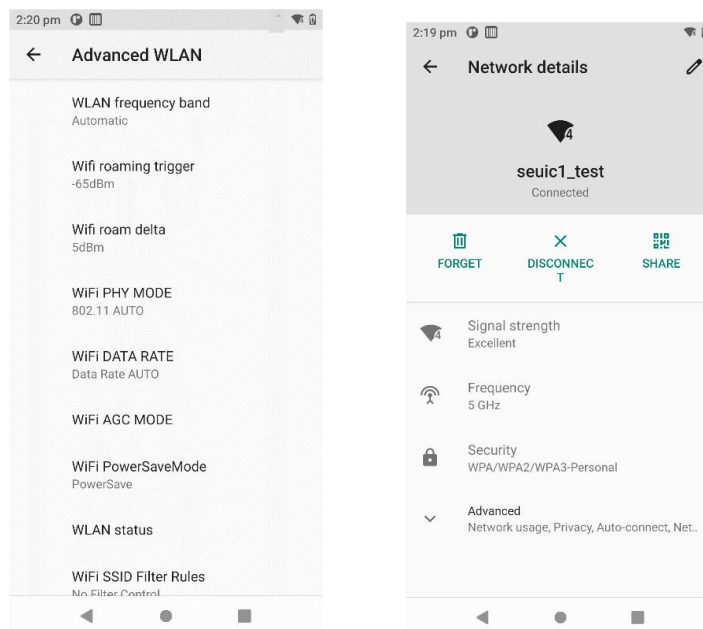 2:20 pm
Advanced WLAN
WLAN frequency band
Automatic
Wifi roaming trigger
-65dBm
Wifi roam delta
5dBm
WiFi PHY MODE
802.11 AUTO
WiFi DATA RATE
Data Rate AUTO
WiFi AGC MODE
WiFi PowerSaveMode
PowerSave
WLAN status
WiFi SSID Filter Rules
No Filter Control
2:19 pm
Network details
4
seuic1_test
Connected
FORGET
DISCONNEC
T
SHARE
4
Signal strength
Excellent
Frequency
5 GHz
Security
WPA/WPA2/WPA3-Personal
Advanced
Network usage, Privacy, Auto-connect, Net..